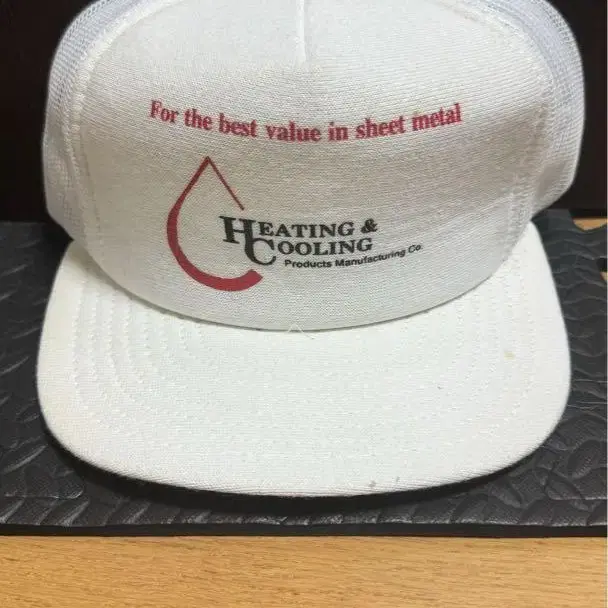 For the best value in sheet metal
HEATING &
COOLING
Products Manufacturing Co.